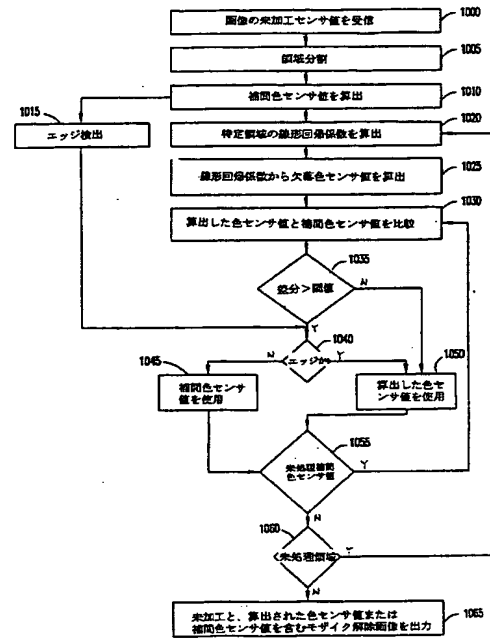 画像の未加工センサ値を受信
1000
領域分割
1005
補間色センサ値を算出
1010
1015
エッジ検出
1020
特定領域の線形回帰係数を算出
1025
線形回帰係数から欠落色センサ値を算出
1030
算出した色センサ値と補間色センサ値を比較
1035
差分>閾値
N
Y
1040
N
エッジか
Y
1045
補間色センサ
値を使用
1050
算出した色セ
ンサ値を使用
1055
未処理補間
色センサ値
Y
N
1060
未処理領域
Y
N
1065
未加工と、算出された色センサ値または
補間色センサ値を含むモザイク解除画像を出力